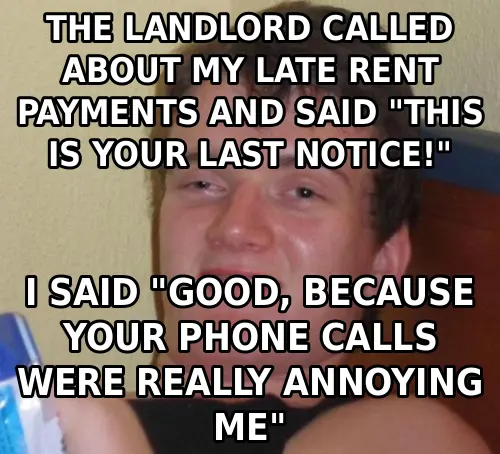 THE LANDLORD CALLED
ABOUT MY LATE RENT
PAYMENTS AND SAID "THIS
IS YOUR LAST NOTICE!"
I SAID "GOOD, BECAUSE
YOUR PHONE CALLS
WERE REALLY ANNOYING
ME"